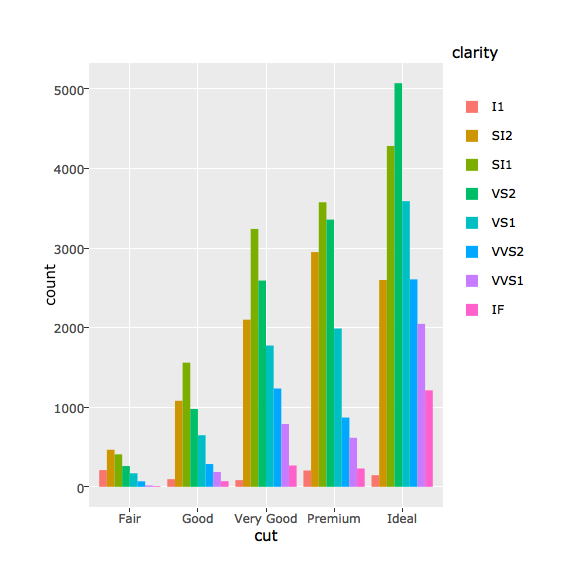 clarity
I1
SI2
SI1
VS2
VS1
VVS2
VVS1
IF
count
5000
4000
3000
2000
1000
0
Fair Good Very Good Premium Ideal
cut